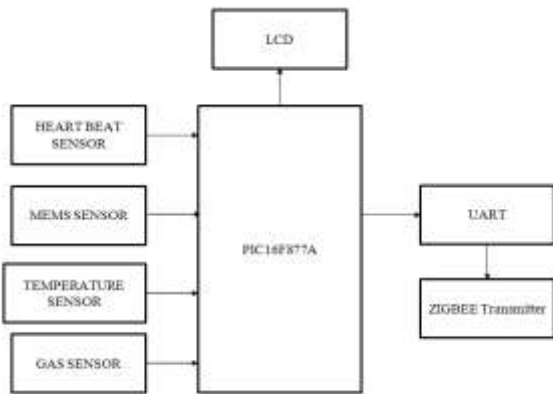 LCD
HEART BEAT
SENSOR
MEMS SENSOR
PIC16F877A
UART
TEMPERATURE
SENSOR
ZIGBEE Transmitter
GAS SENSOR